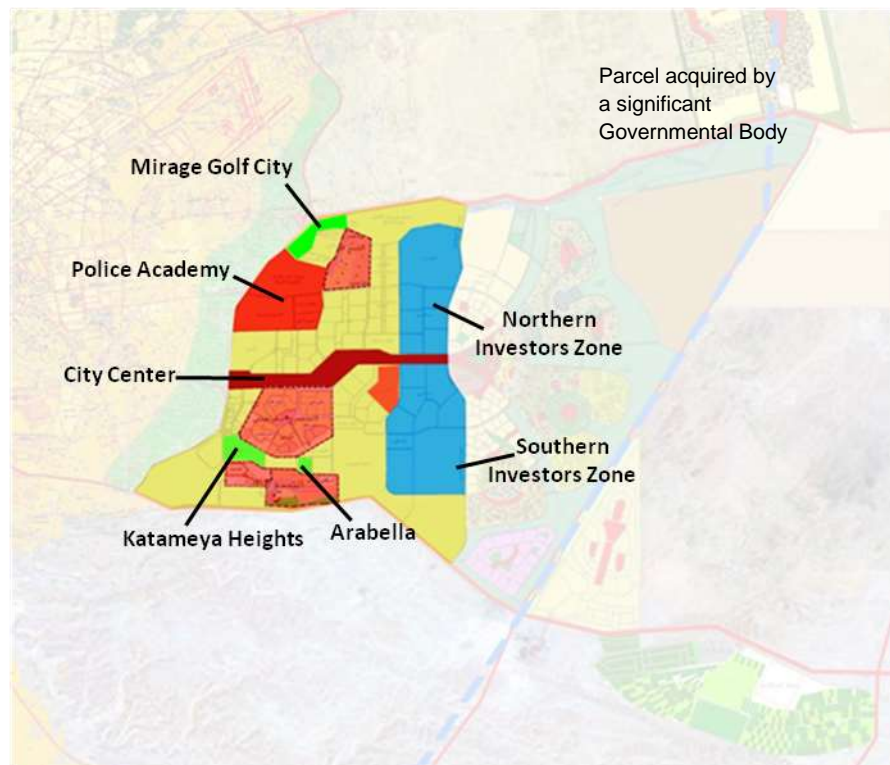 Parcel acquired by
a significant
Governmental Body
Mirage Golf City
Police Academy
Northern
Investors Zone
City Center
Southern
Investors Zone
Katameya Heights
Arabella